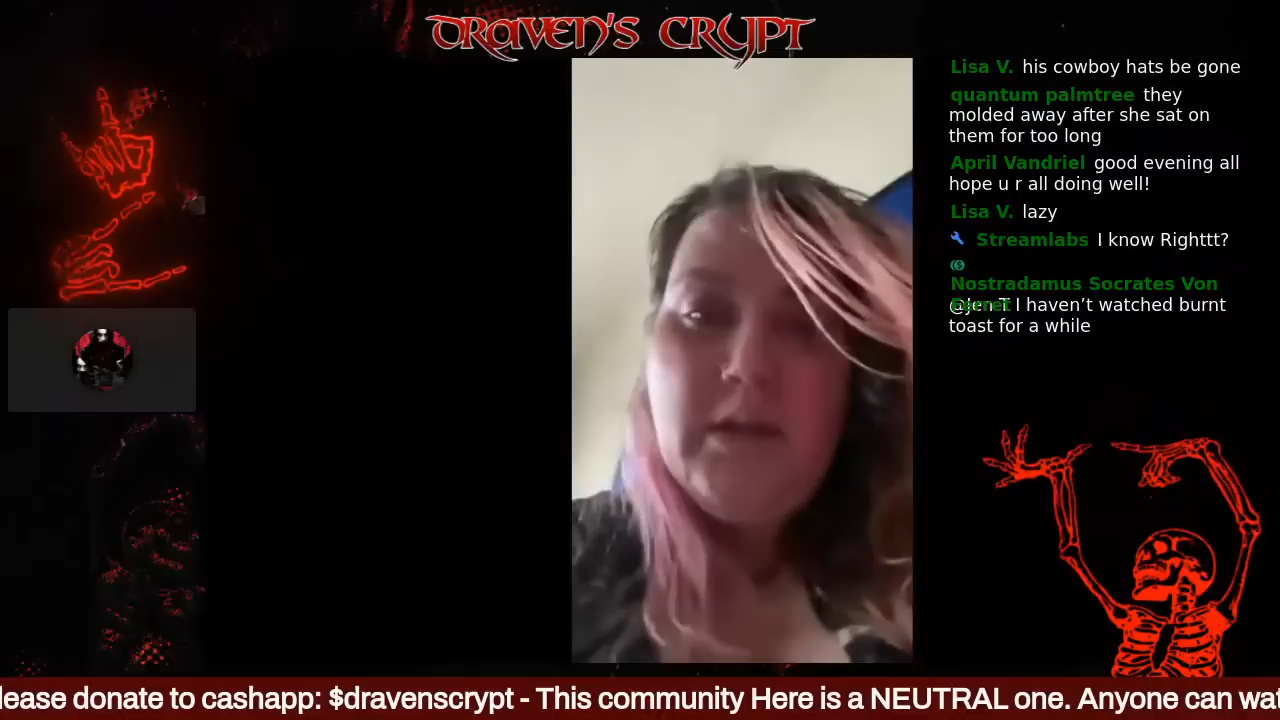 DRAVEN'S CRYPT
Lisa V. his cowboy hats be gone
quantum palmtree they
molded away after she sat on
them for too long
April Vandriel good evening all
hope u r all doing well!
Lisa V. lazy
Streamlabs I know Righttt?
Nostradamus Socrates Von
Ferret @Jen T I haven’t watched burnt
toast for a while
lease donate to cashapp: $dravenscrypt - This community Here is a NEUTRAL one. Anyone can wat